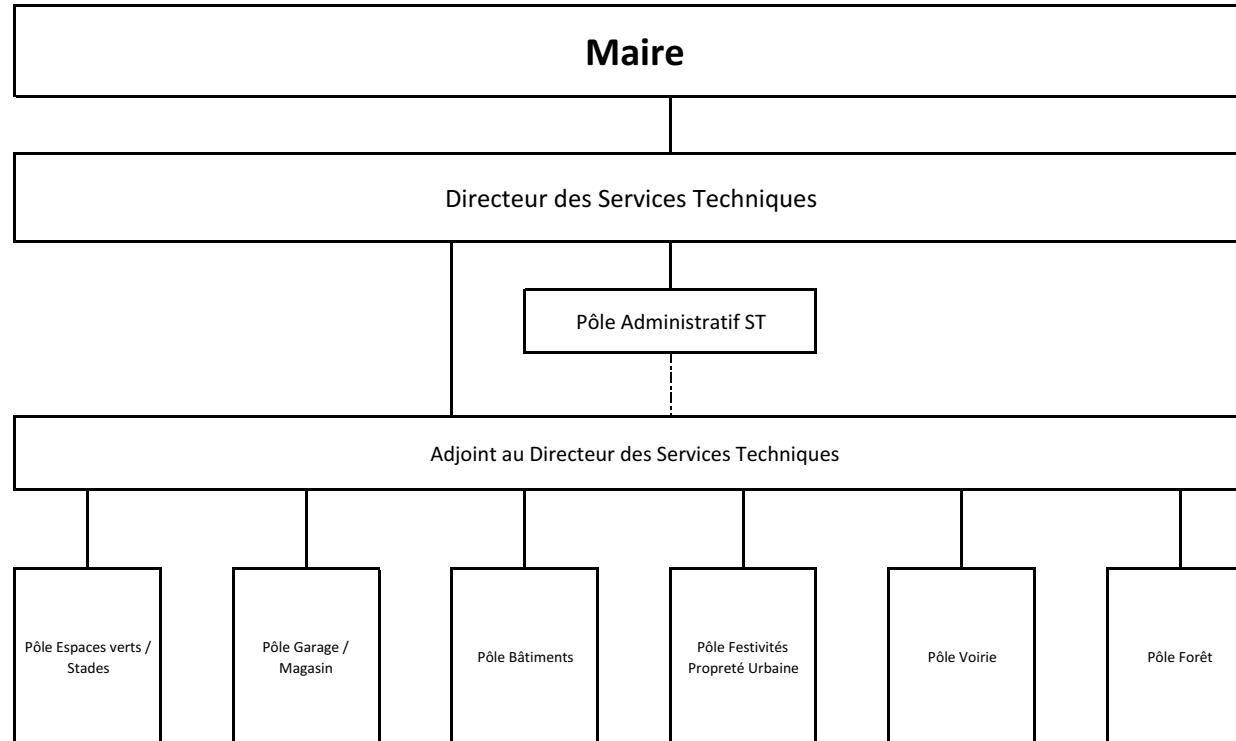 Maire
Directeur des Services Techniques
Pôle Administratif ST
Adjoint au Directeur des Services Techniques
Pôle Espaces verts /
Stades
Pôle Garage /
Magasin
Pôle Bâtiments
Pôle Festivités
Propreté Urbaine
Pôle Voirie
Pôle Forêt